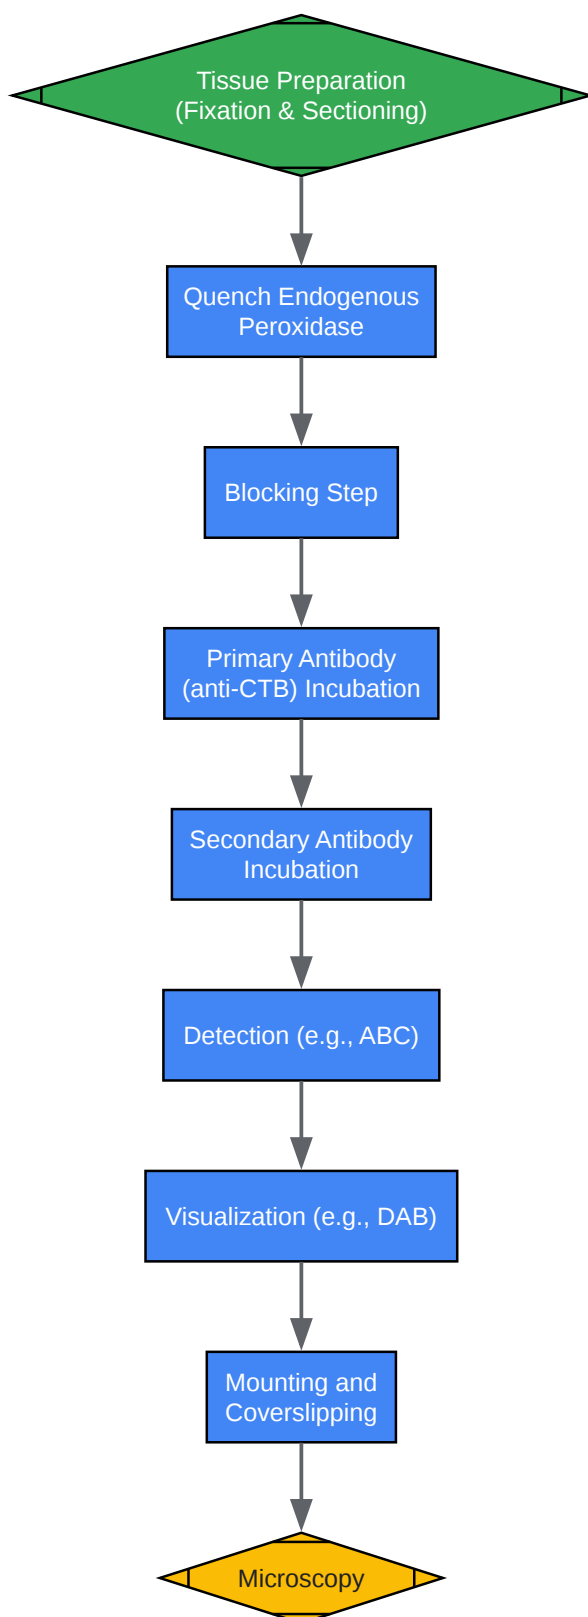 Tissue Preparation
(Fixation & Sectioning)
Quench Endogenous
Peroxidase
Blocking Step
Primary Antibody
(anti-CTB) Incubation
Secondary Antibody
Incubation
Detection (e.g., ABC)
Visualization (e.g., DAB)
Mounting and
Coverslipping
Microscopy